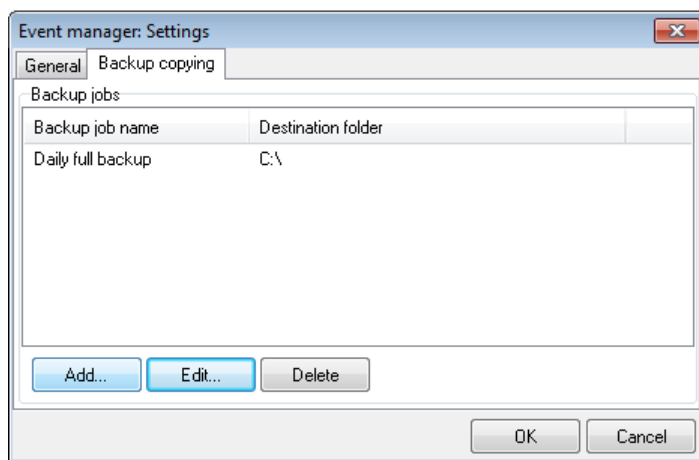 Event manager: Settings
General Backup copying
Backup jobs
Backup job name Destination folder
Daily full backup C:\
Add... Edit... Delete
OK Cancel